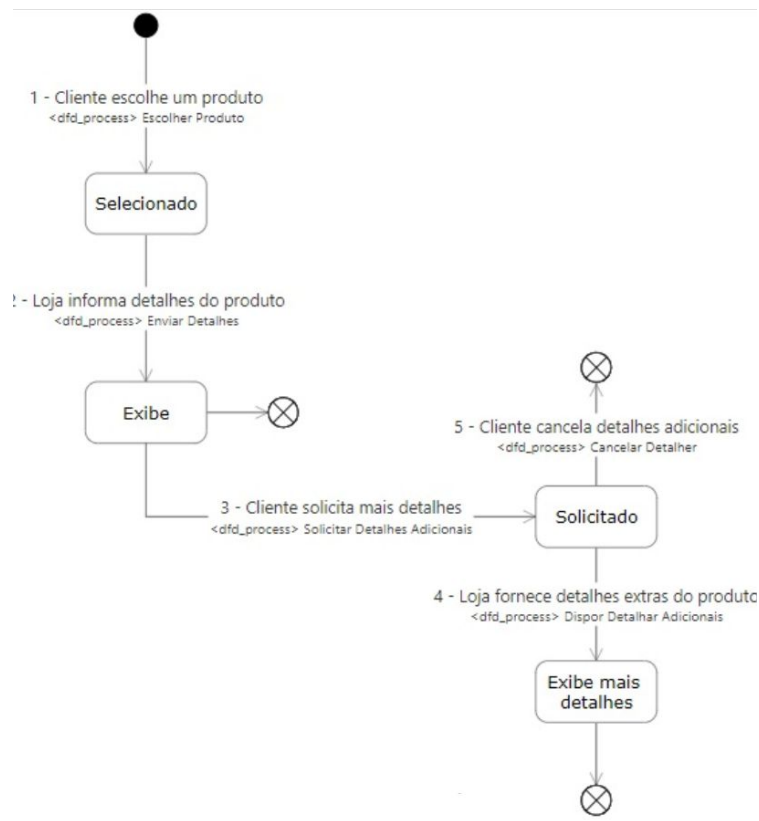 1 - Cliente escolhe um produto
<dfd_process> Escolher Produto
Selecionado
2 - Loja informa detalhes do produto
<dfd_process> Enviar Detalhes
Exibe
5 - Cliente cancela detalhes adicionais
<dfd_process> Cancelar Detalher
3 - Cliente solicita mais detalhes
<dfd_process> Solicitar Detalhes Adicionais
Solicitado
4 - Loja fornece detalhes extras do produto
<dfd_process> Dispor Detalhar Adicionais
Exibe mais
detalhes